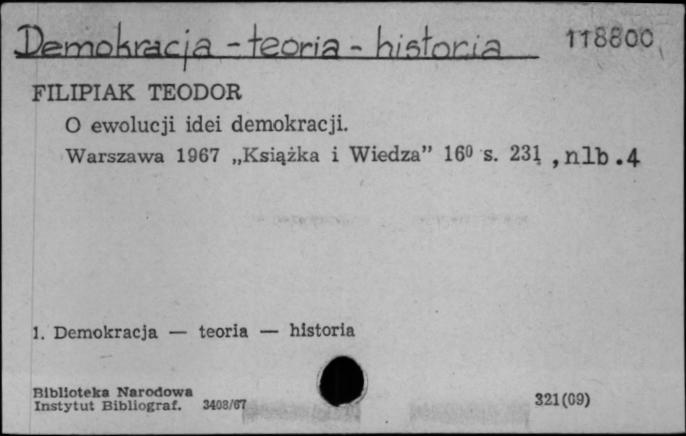 Demokracja - teoria - historia 118800
FILIPIAK TEODOR
O ewolucji idei demokracji.
Warszawa 1967 „Książka i Wiedza” 16⁰ s. 231, nlb. 4
1. Demokracja — teoria — historia
Biblioteka Narodowa
Instytut Bibliograf. 3408/67
321(09)